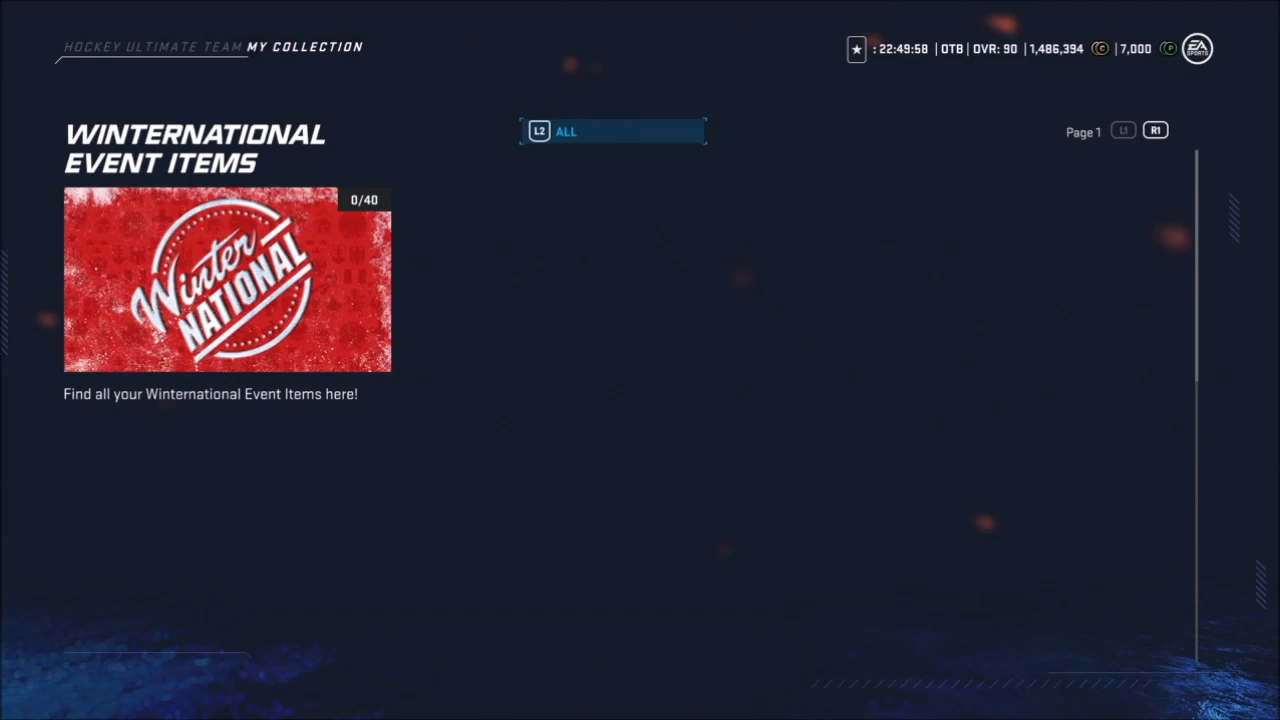 HOCKEY ULTIMATE TEAM MY COLLECTION
★ : 22:49:58 | OTB | OVR: 90 | 1,486,394 C | 7,000 P EA SPORTS
WINTERNATIONAL
EVENT ITEMS
L2 ALL
Page 1 L1 R1
0/40
Winter
NATIONAL
Find all your Winternational Event Items here!